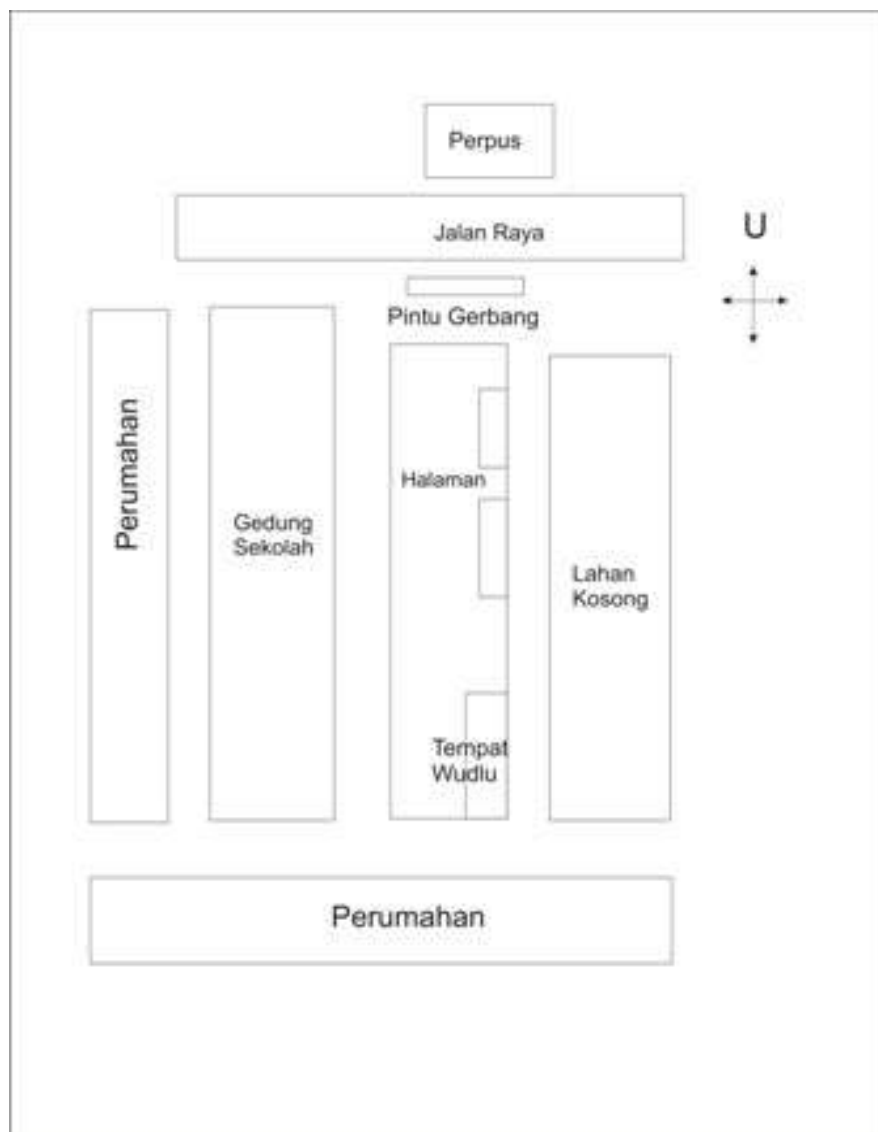 Perpus
Jalan Raya
U
Pintu Gerbang
Perumahan
Gedung
Sekolah
Halaman
Lahan
Kosong
Tempat
Wudlu
Perumahan